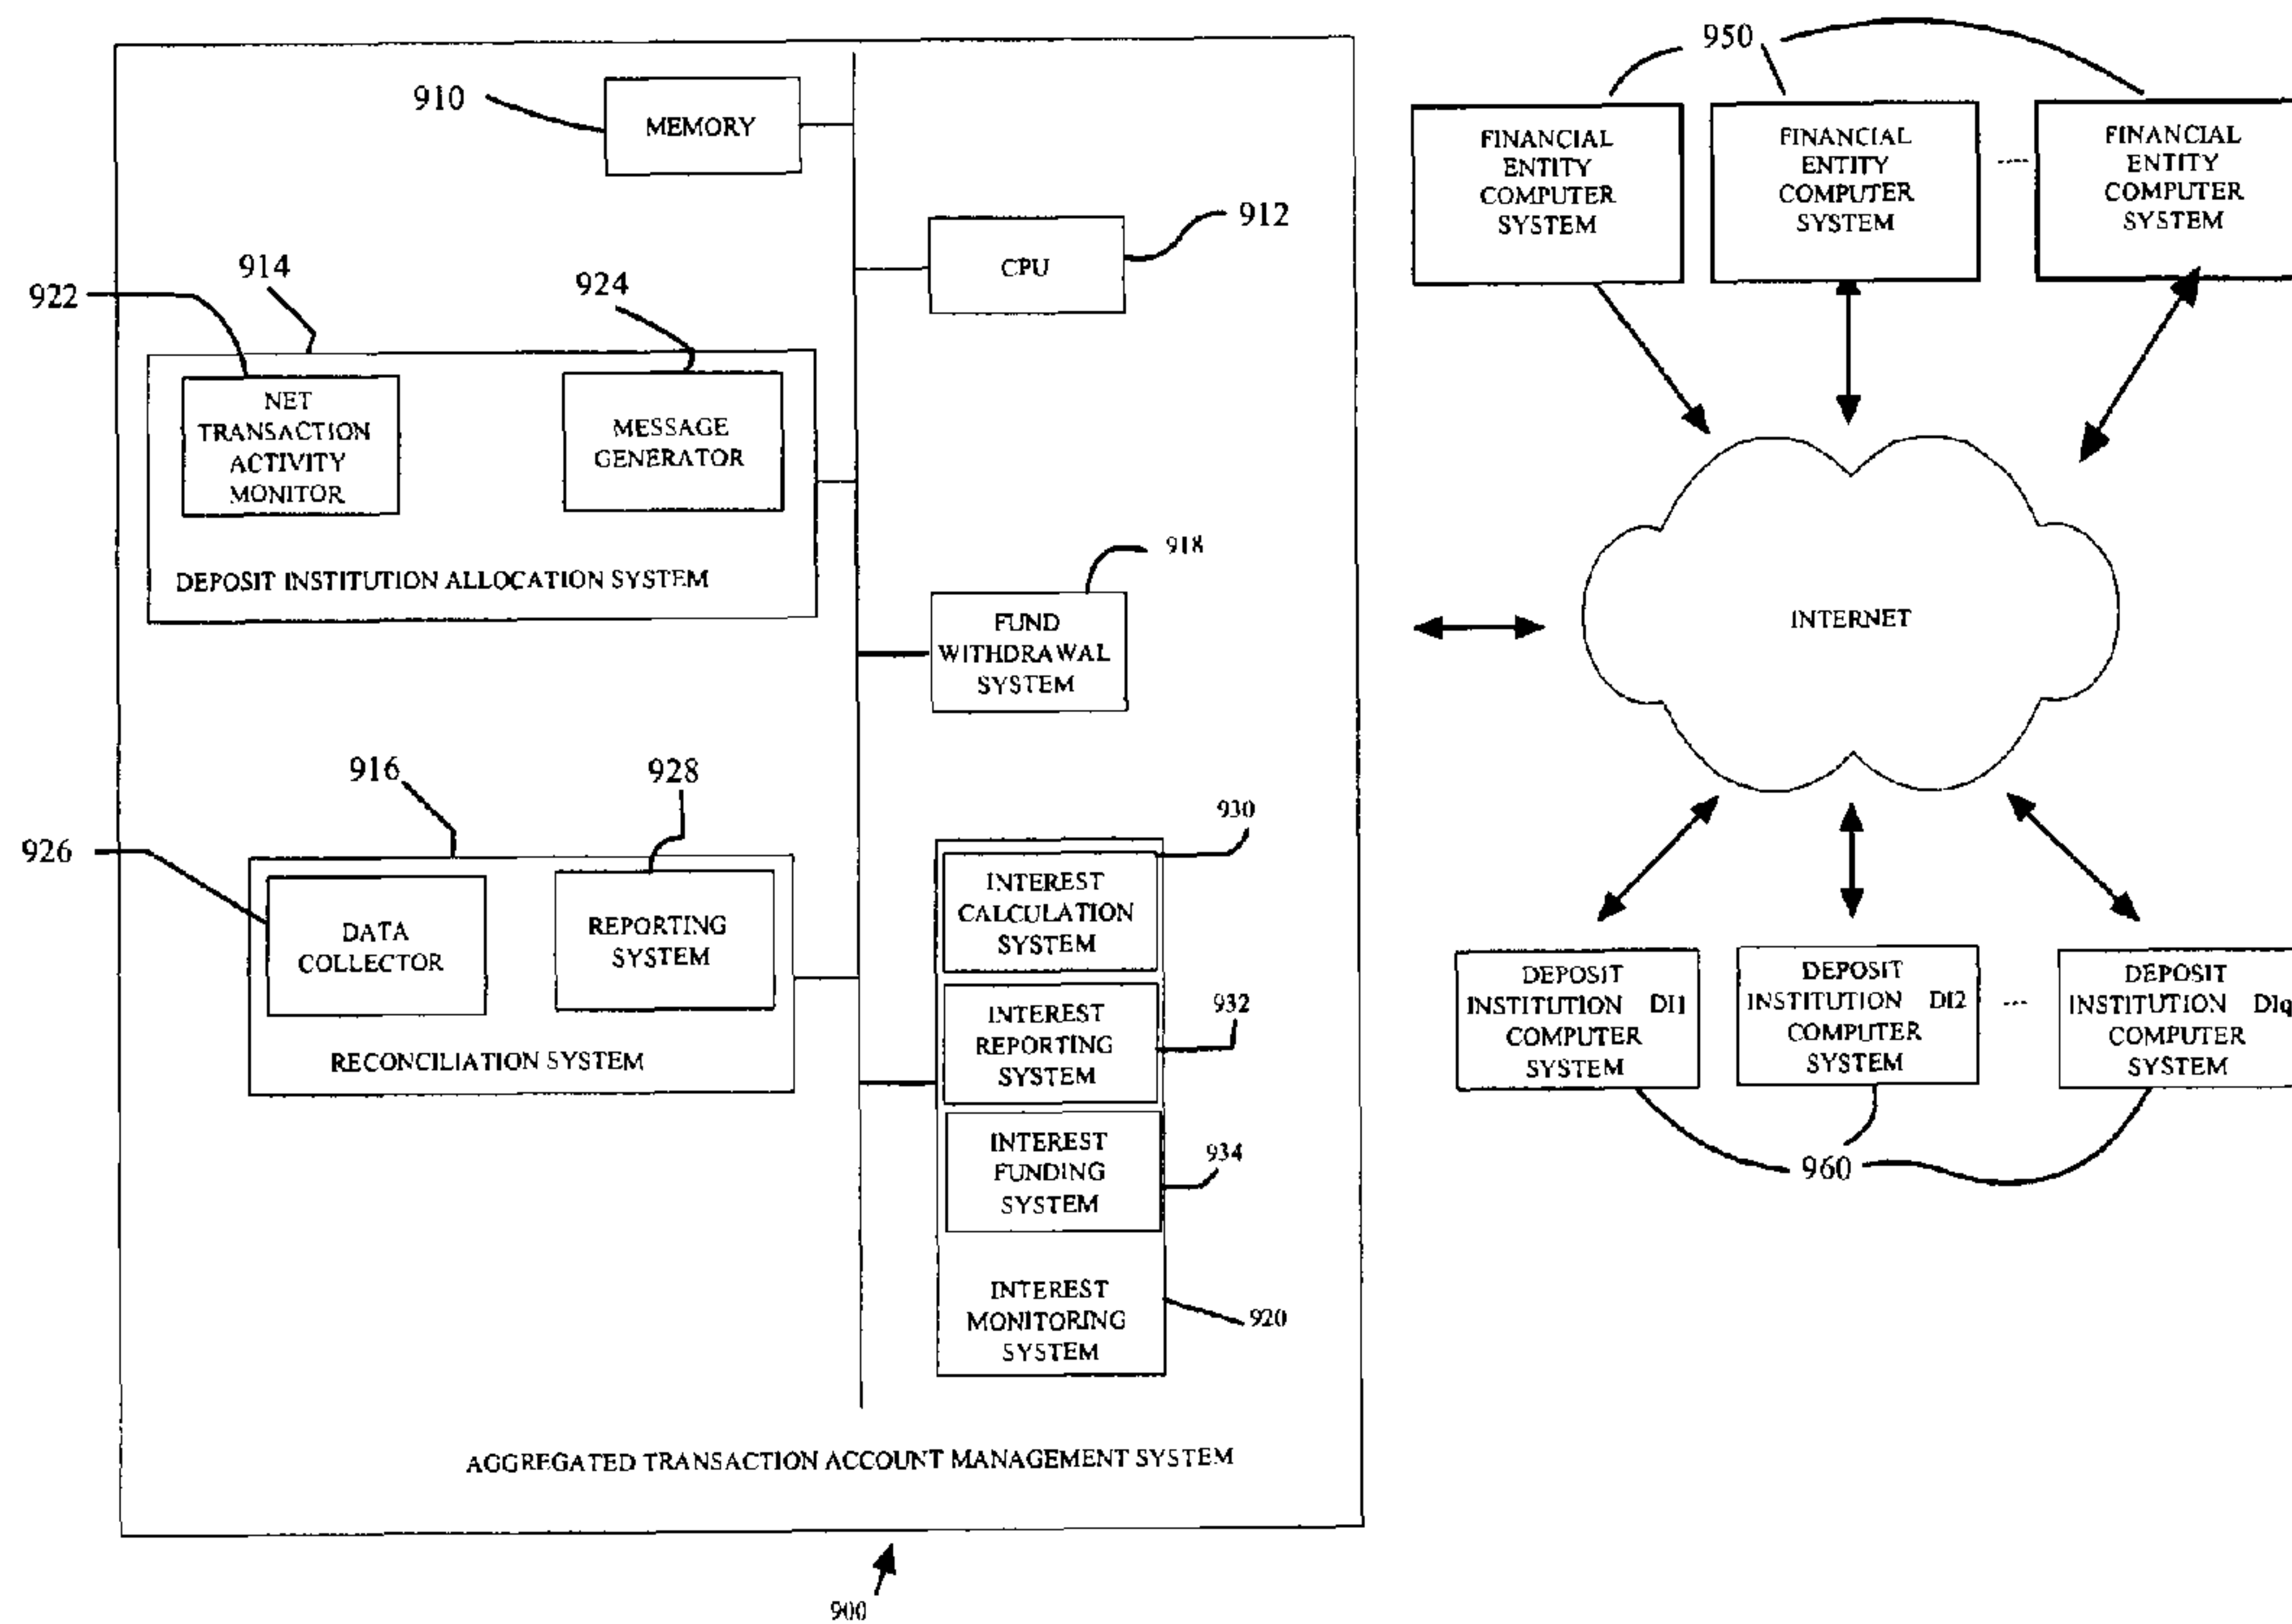 910
MEMORY
912
CPU
922
914
924
NET
TRANSACTION
ACTIVITY
MONITOR
MESSAGE
GENERATOR
DEPOSIT INSTITUTION ALLOCATION SYSTEM
918
FUND
WITHDRAWAL
SYSTEM
916
928
926
DATA
COLLECTOR
REPORTING
SYSTEM
RECONCILIATION SYSTEM
930
INTEREST
CALCULATION
SYSTEM
932
INTEREST
REPORTING
SYSTEM
934
INTEREST
FUNDING
SYSTEM
INTEREST
MONITORING
SYSTEM
920
AGGREGATED TRANSACTION ACCOUNT MANAGEMENT SYSTEM
900
950
FINANCIAL
ENTITY
COMPUTER
SYSTEM
FINANCIAL
ENTITY
COMPUTER
SYSTEM
----
FINANCIAL
ENTITY
COMPUTER
SYSTEM
INTERNET
DEPOSIT
INSTITUTION DI1
COMPUTER
SYSTEM
DEPOSIT
INSTITUTION DI2
COMPUTER
SYSTEM
---
DEPOSIT
INSTITUTION DIq
COMPUTER
SYSTEM
960